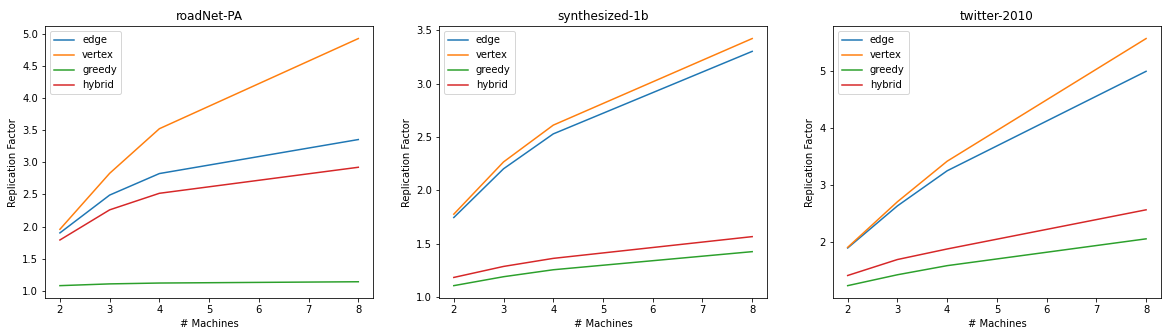 roadNet-PA
5.0
4.5
4.0
3.5
3.0
2.5
2.0
1.5
1.0
Replication Factor
edge
vertex
greedy
hybrid
2 3 4 5 6 7 8
# Machines
synthesized-1b
3.5
3.0
2.5
2.0
1.5
1.0
Replication Factor
edge
vertex
greedy
hybrid
2 3 4 5 6 7 8
# Machines
twitter-2010
5
4
3
2
Replication Factor
edge
vertex
greedy
hybrid
2 3 4 5 6 7 8
# Machines